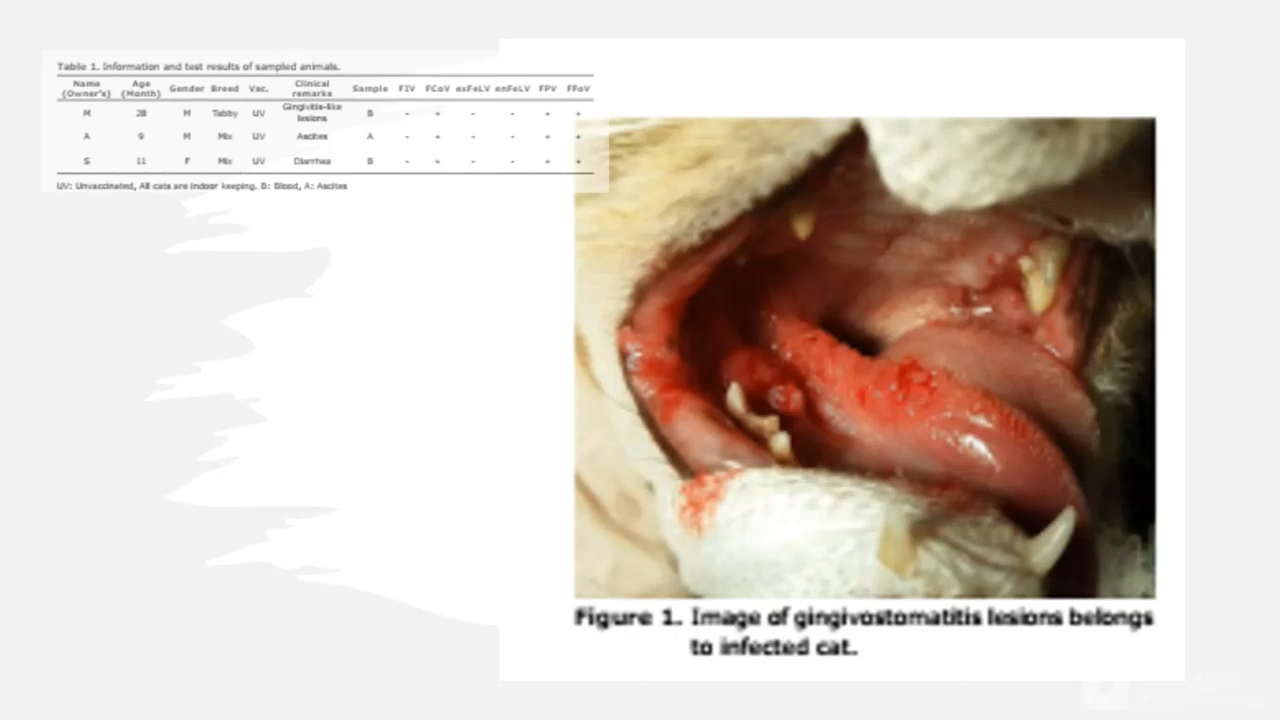 Table 1. Information and test results of sampled animals.
Name (Owner's) Age (Month) Gender Breed Vac. Clinical remarks Sample FIV FCoV exFeLV enFeLV FPV FFoV
M 28 M Tabby UV Gingivitis-like lesions B - + - - + +
A 9 M Mix UV Ascites A - + - - + +
S 11 F Mix UV Diarrhea B - + - - + +
UV: Unvaccinated, All cats are indoor keeping. B: Blood, A: Ascites
Figure 1. Image of gingivostomatitis lesions belongs
to infected cat.